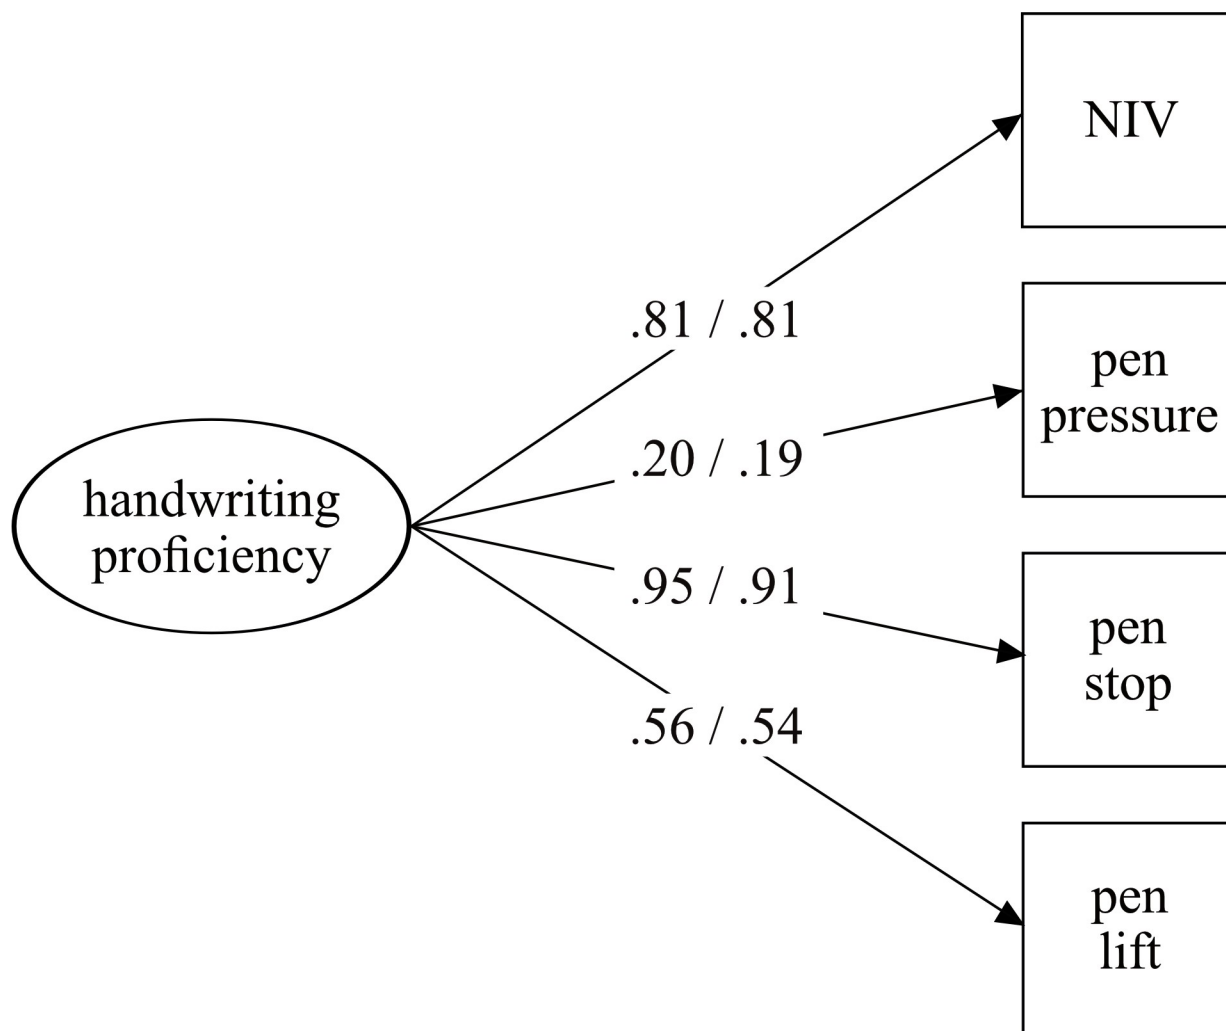 NIV
.81 / .81
pen
pressure
.20 / .19
handwriting
proficiency
.95 / .91
pen
stop
.56 / .54
pen
lift